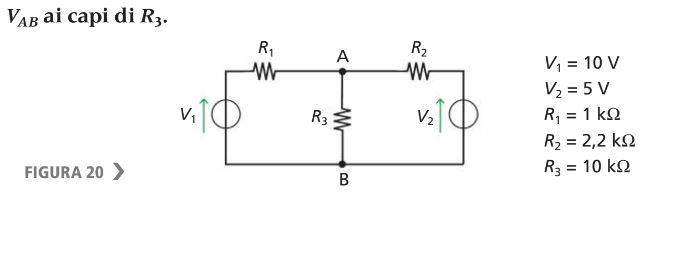 V_AB ai capi di R₃.
R₁
A
R₂
V₁ = 10 V
V₂ = 5 V
V₁
R₃
V₂
R₁ = 1 kΩ
R₂ = 2,2 kΩ
FIGURA 20 ❯
R₃ = 10 kΩ
B